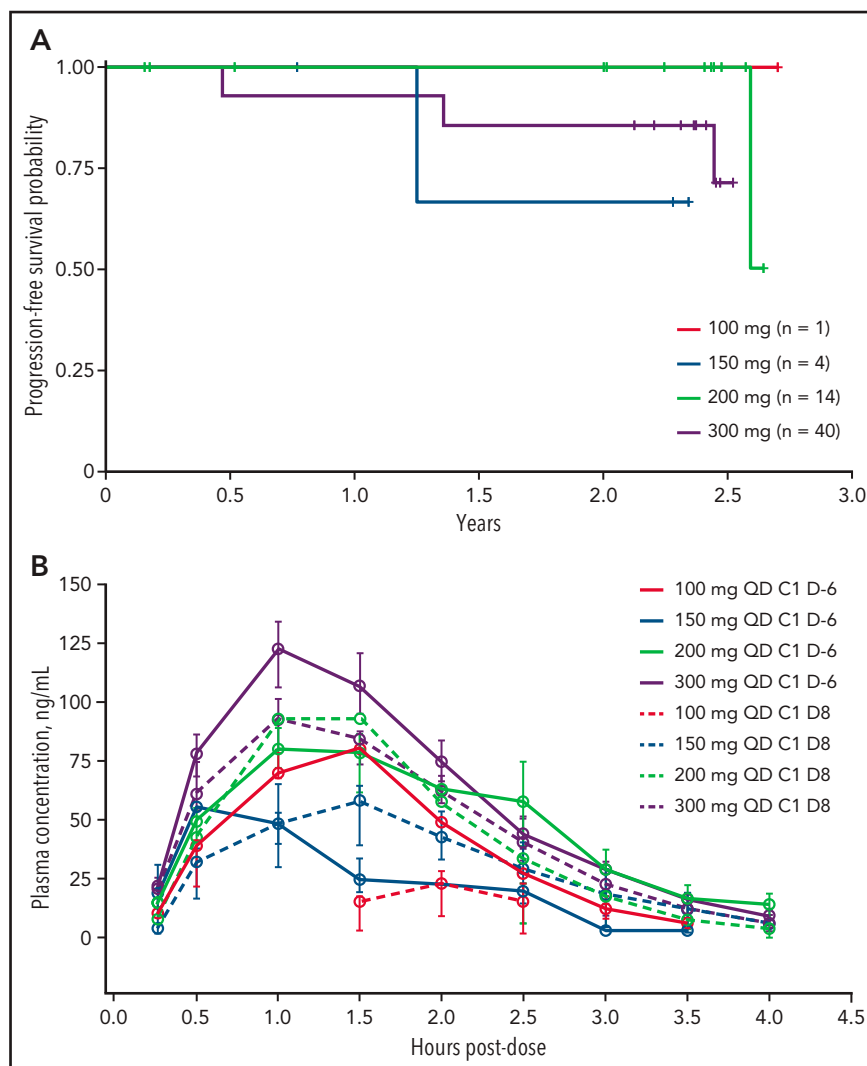 A
Progression-free survival probability
1.00
0.75
0.50
0.25
0
0 0.5 1.0 1.5 2.0 2.5 3.0
Years
100 mg (n = 1)
150 mg (n = 4)
200 mg (n = 14)
300 mg (n = 40)
B
Plasma concentration, ng/mL
150
125
100
75
50
25
0
0.0 0.5 1.0 1.5 2.0 2.5 3.0 3.5 4.0 4.5
Hours post-dose
100 mg QD C1 D-6
150 mg QD C1 D-6
200 mg QD C1 D-6
300 mg QD C1 D-6
100 mg QD C1 D8
150 mg QD C1 D8
200 mg QD C1 D8
300 mg QD C1 D8